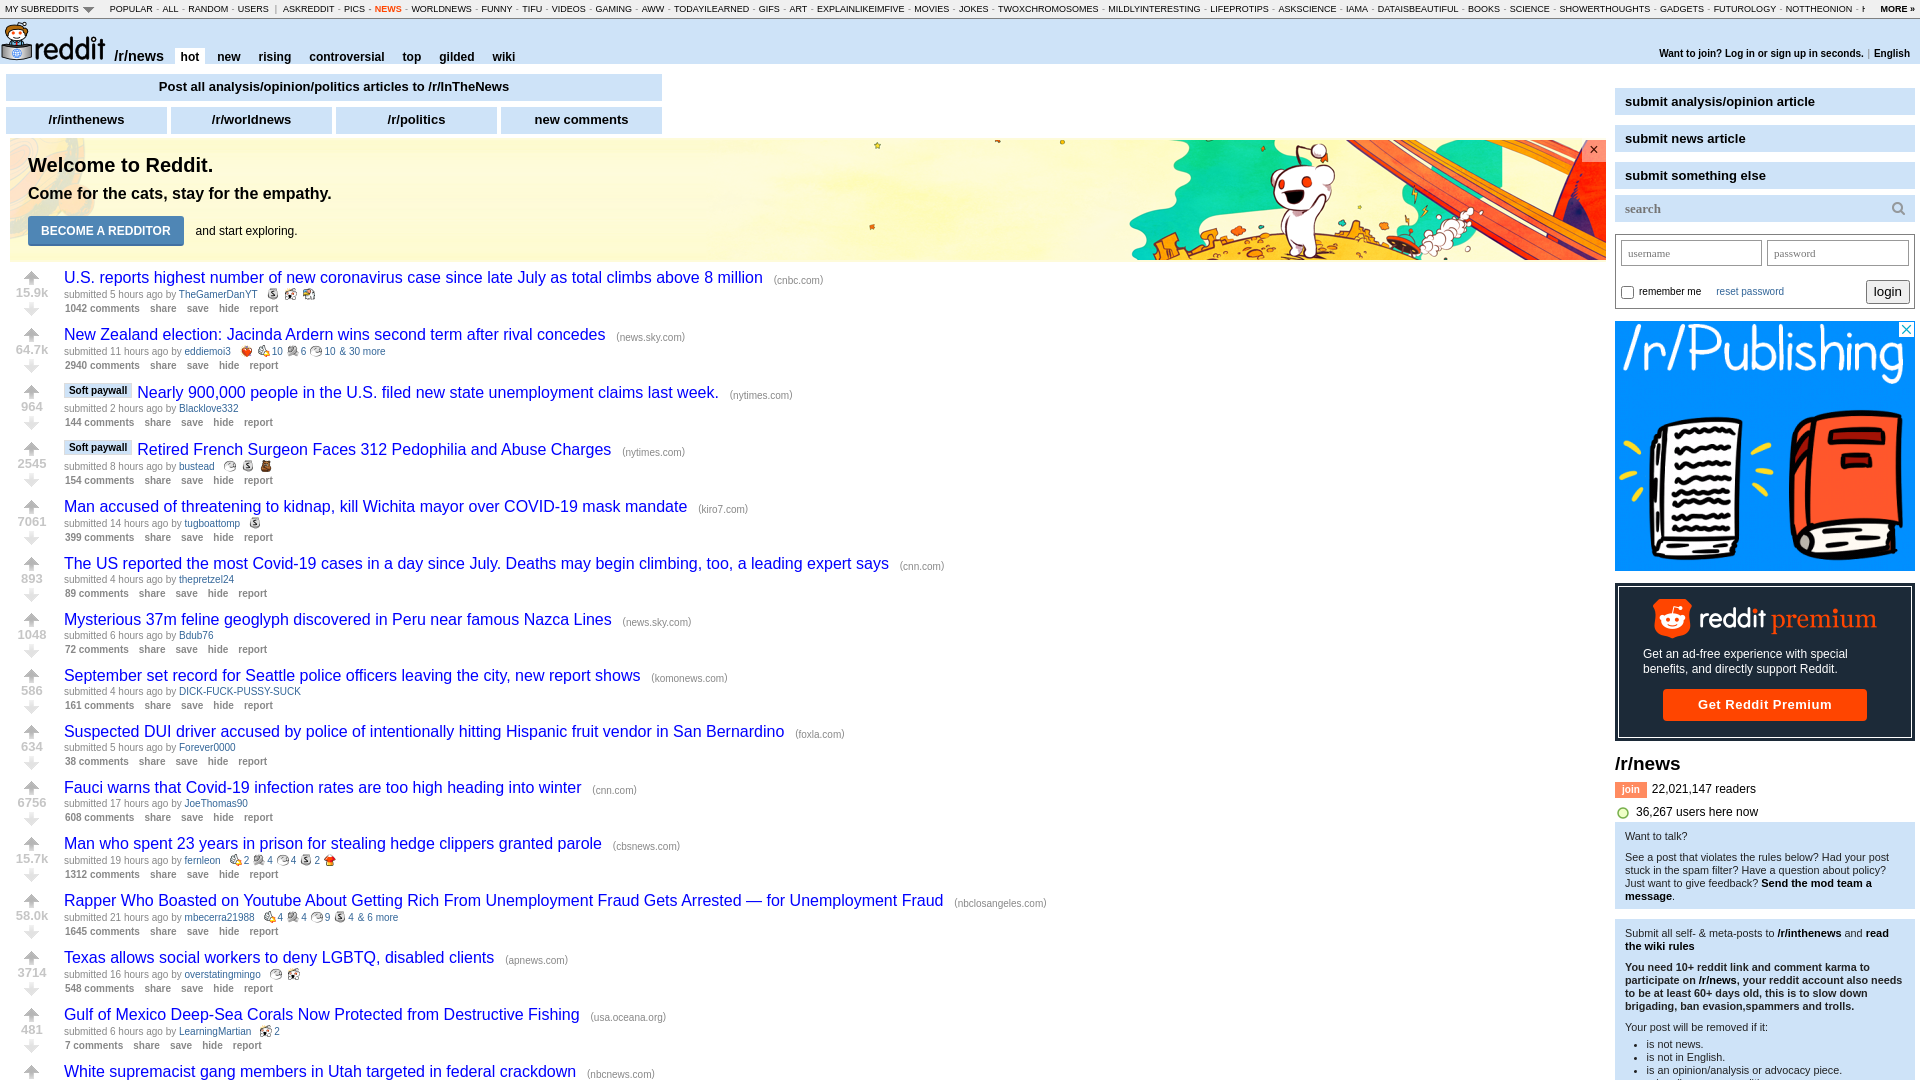 MY SUBREDDITS POPULAR - ALL - RANDOM - USERS | ASKREDDIT - PICS - NEWS - WORLDNEWS - FUNNY - TIFU - VIDEOS - GAMING - AWW - TODAYILEARNED - GIFS - ART - EXPLAINLIKEIMFIVE - MOVIES - JOKES - TWOXCHROMOSOMES - MILDLYINTERESTING - LIFEPROTIPS - ASKSCIENCE - IAMA - DATAISBEAUTIFUL - BOOKS - SCIENCE - SHOWERTHOUGHTS - GADGETS - FUTUROLOGY - NOTTHEONION - MORE »
reddit /r/news hot new rising controversial top gilded wiki
Want to join? Log in or sign up in seconds. | English
Post all analysis/opinion/politics articles to /r/InTheNews
/r/inthenews /r/worldnews /r/politics new comments
Welcome to Reddit.
Come for the cats, stay for the empathy.
BECOME A REDDITOR and start exploring.
×
U.S. reports highest number of new coronavirus case since late July as total climbs above 8 million (cnbc.com)
15.9k
submitted 5 hours ago by TheGamerDanYT
1042 comments share save hide report
New Zealand election: Jacinda Ardern wins second term after rival concedes (news.sky.com)
64.7k
submitted 11 hours ago by eddiemoi3 10 6 10 & 30 more
2940 comments share save hide report
Soft paywall Nearly 900,000 people in the U.S. filed new state unemployment claims last week. (nytimes.com)
964
submitted 2 hours ago by Blacklove332
144 comments share save hide report
Soft paywall Retired French Surgeon Faces 312 Pedophilia and Abuse Charges (nytimes.com)
2545
submitted 8 hours ago by bustead
154 comments share save hide report
Man accused of threatening to kidnap, kill Wichita mayor over COVID-19 mask mandate (kiro7.com)
7061
submitted 14 hours ago by tugboattomp
399 comments share save hide report
The US reported the most Covid-19 cases in a day since July. Deaths may begin climbing, too, a leading expert says (cnn.com)
893
submitted 4 hours ago by thepretzel24
89 comments share save hide report
Mysterious 37m feline geoglyph discovered in Peru near famous Nazca Lines (news.sky.com)
1048
submitted 6 hours ago by Bdub76
72 comments share save hide report
September set record for Seattle police officers leaving the city, new report shows (komonews.com)
586
submitted 4 hours ago by DICK-FUCK-PUSSY-SUCK
161 comments share save hide report
Suspected DUI driver accused by police of intentionally hitting Hispanic fruit vendor in San Bernardino (foxla.com)
634
submitted 5 hours ago by Forever0000
38 comments share save hide report
Fauci warns that Covid-19 infection rates are too high heading into winter (cnn.com)
6756
submitted 17 hours ago by JoeThomas90
608 comments share save hide report
Man who spent 23 years in prison for stealing hedge clippers granted parole (cbsnews.com)
15.7k
submitted 19 hours ago by fernleon 2 4 4 2
1312 comments share save hide report
Rapper Who Boasted on Youtube About Getting Rich From Unemployment Fraud Gets Arrested — for Unemployment Fraud (nbclosangeles.com)
58.0k
submitted 21 hours ago by mbecerra21988 4 4 9 4 & 6 more
1645 comments share save hide report
Texas allows social workers to deny LGBTQ, disabled clients (apnews.com)
3714
submitted 16 hours ago by overstatingmingo
548 comments share save hide report
Gulf of Mexico Deep-Sea Corals Now Protected from Destructive Fishing (usa.oceana.org)
481
submitted 6 hours ago by LearningMartian 2
7 comments share save hide report
White supremacist gang members in Utah targeted in federal crackdown (nbcnews.com)
submit analysis/opinion article
submit news article
submit something else
search
username password
remember me reset password login
/r/Publishing
reddit premium
Get an ad-free experience with special
benefits, and directly support Reddit.
Get Reddit Premium
/r/news
join 22,021,147 readers
36,267 users here now
Want to talk?
See a post that violates the rules below? Had your post
stuck in the spam filter? Have a question about policy?
Just want to give feedback? Send the mod team a
message.
Submit all self- & meta-posts to /r/inthenews and read
the wiki rules
You need 10+ reddit link and comment karma to
participate on /r/news, your reddit account also needs
to be at least 60+ days old, this is to slow down
brigading, ban evasion,spammers and trolls.
Your post will be removed if it:
• is not news.
• is not in English.
• is an opinion/analysis or advocacy piece.